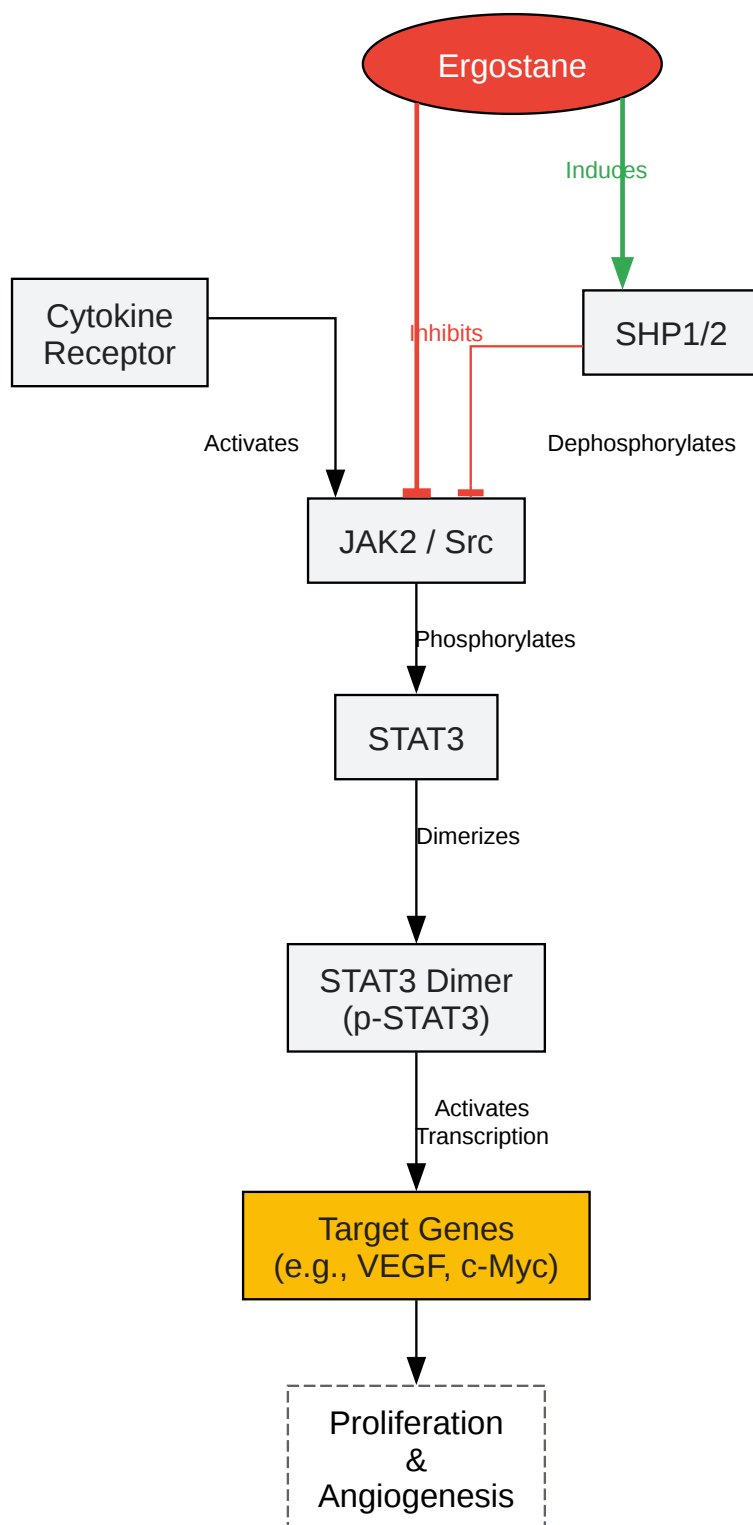 Ergostane
Induces
Cytokine
Receptor
Inhibits
SHP1/2
Activates
Dephosphorylates
JAK2 / Src
Phosphorylates
STAT3
Dimerizes
STAT3 Dimer
(p-STAT3)
Activates
Transcription
Target Genes
(e.g., VEGF, c-Myc)
Proliferation
&
Angiogenesis